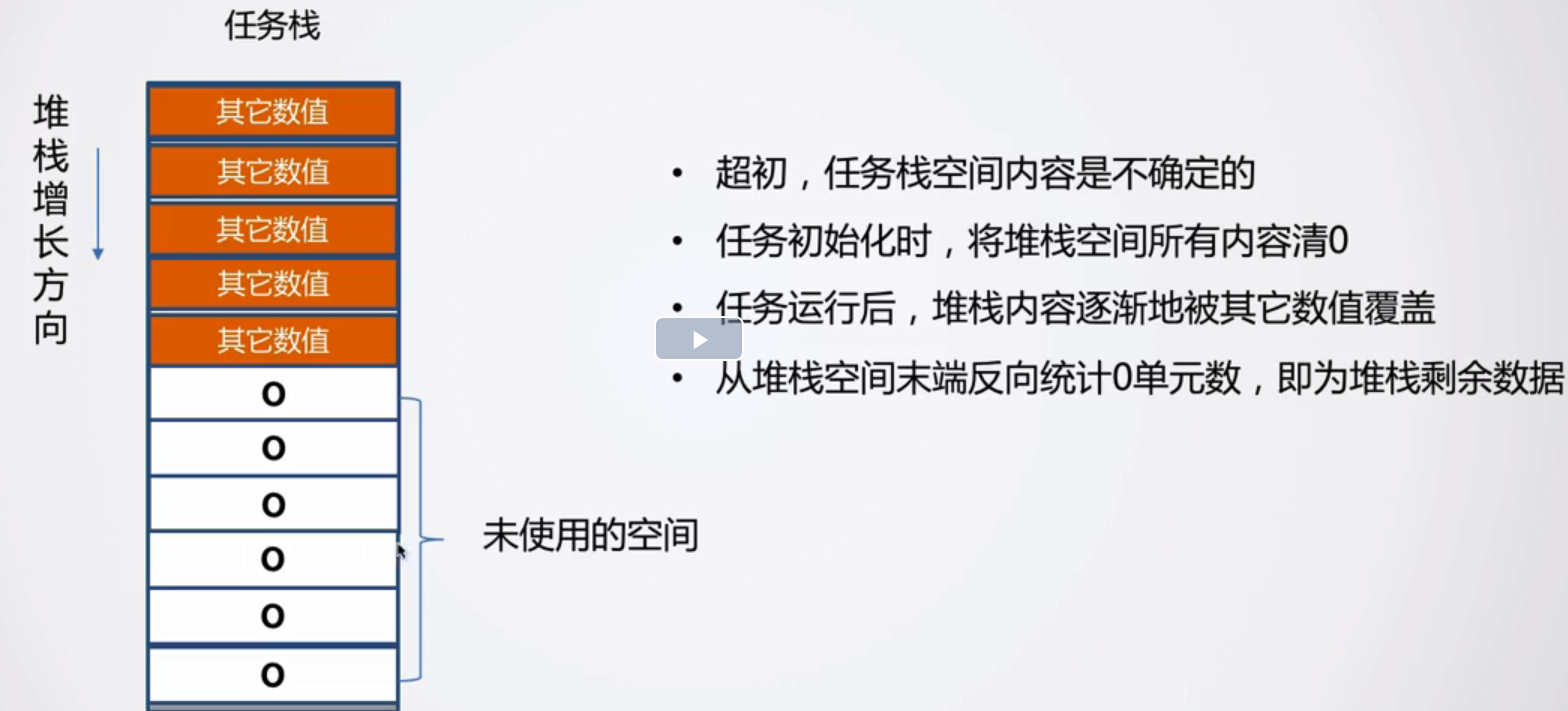 任务栈
堆栈增长方向
其它数值
其它数值
其它数值
其它数值
其它数值
0
0
0
0
0
0
未使用的空间
• 超初，任务栈空间内容是不确定的
• 任务初始化时，将堆栈空间所有内容清0
• 任务运行后，堆栈内容逐渐地被其它数值覆盖
• 从堆栈空间末端反向统计0单元数，即为堆栈剩余数据